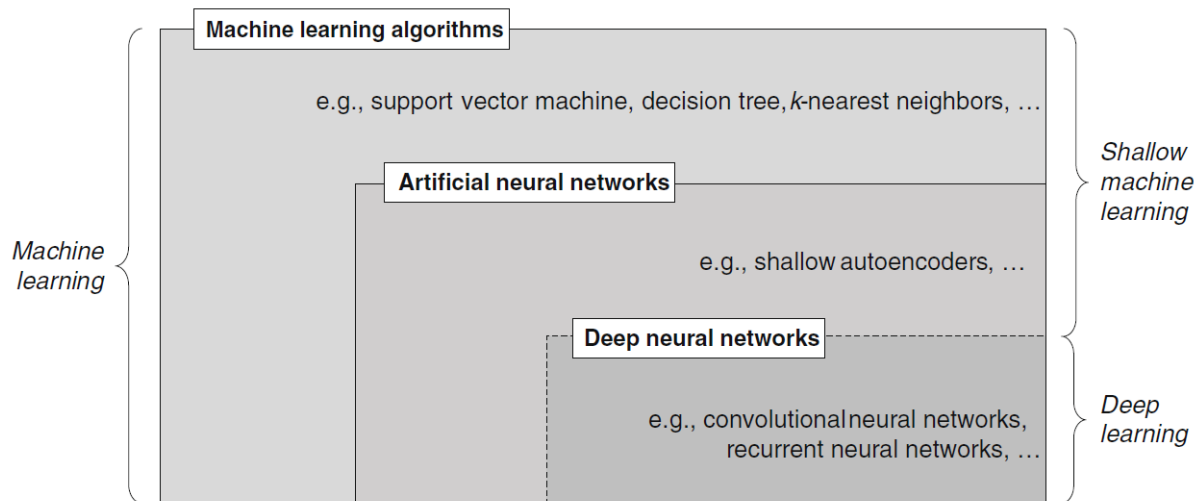 Machine learning algorithms
e.g., support vector machine, decision tree, k-nearest neighbors, …
Shallow
machine
learning
Artificial neural networks
Machine
learning
e.g., shallow autoencoders, …
Deep neural networks
e.g., convolutional neural networks,
recurrent neural networks, …
Deep
learning